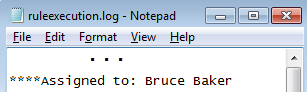 ruleexecution.log - Notepad
File Edit Format View Help
...
****Assigned to: Bruce Baker